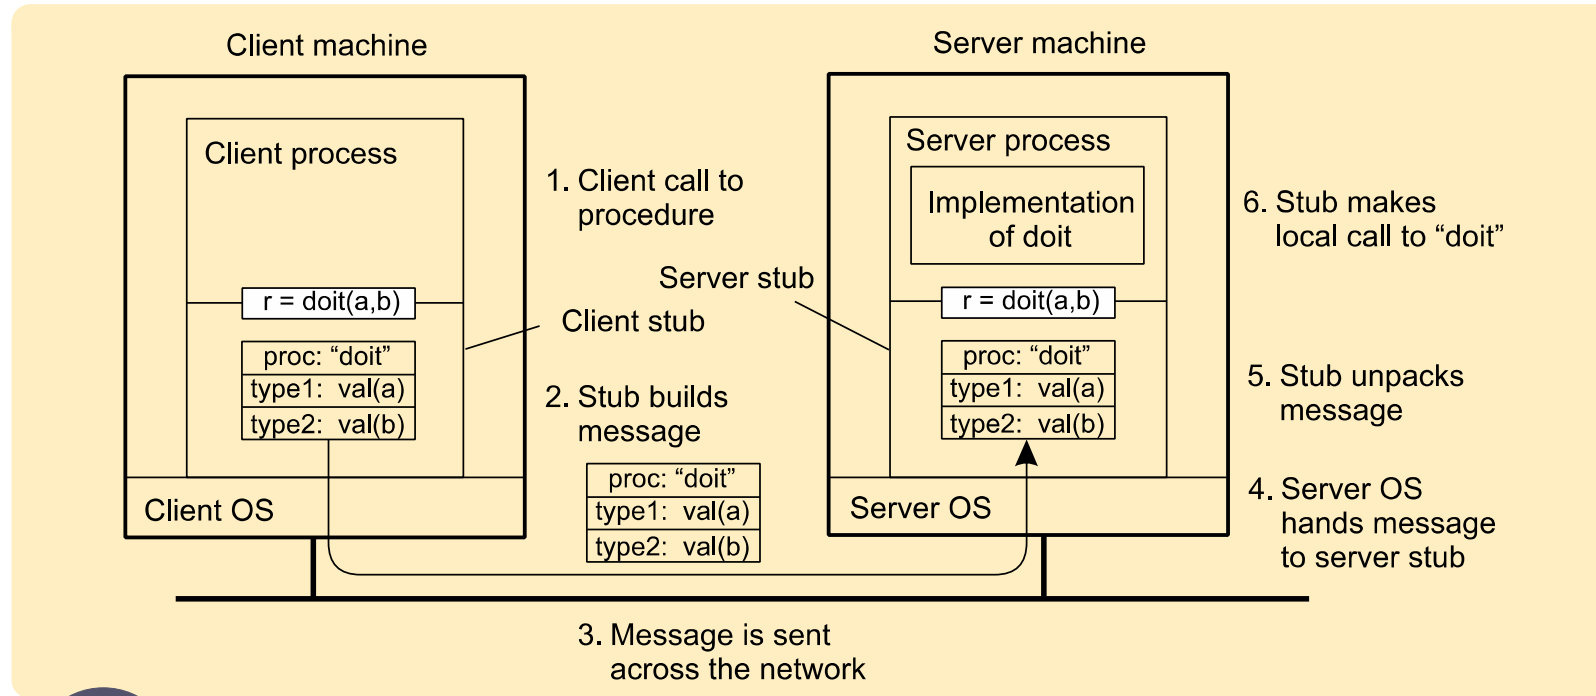 Client machine
Server machine
Client process
1. Client call to
procedure
Server process
Implementation
of doit
6. Stub makes
local call to “doit”
Server stub
r = doit(a,b)
r = doit(a,b)
Client stub
proc: “doit”
type1: val(a)
type2: val(b)
2. Stub builds
message
proc: “doit”
type1: val(a)
type2: val(b)
proc: “doit”
type1: val(a)
type2: val(b)
5. Stub unpacks
message
Client OS
Server OS
4. Server OS
hands message
to server stub
3. Message is sent
across the network